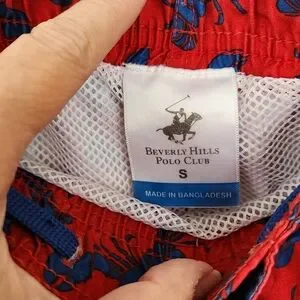 BEVERLY HILLS
POLO CLUB
S
MADE IN BANGLADESH